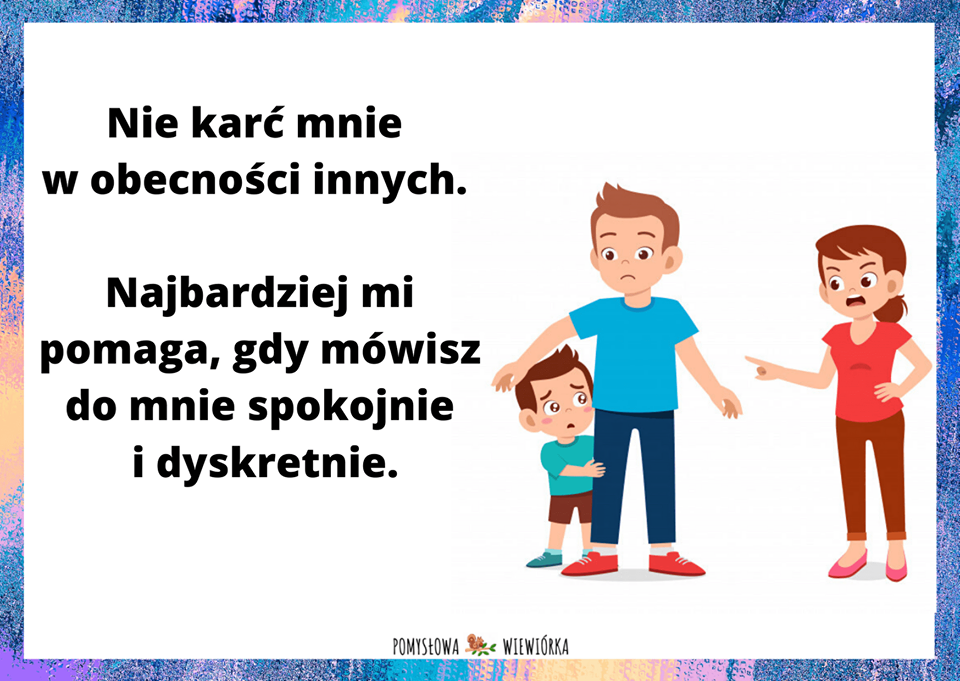 Nie karć mnie
w obecności innych.
Najbardziej mi
pomaga, gdy mówisz
do mnie spokojnie
i dyskretnie.
POMYSŁOWA WIEWIÓRKA